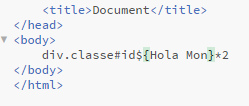 <title>Document</title>
</head>
<body>
div.classe#id${Hola Mon}*2
</body>
</html>